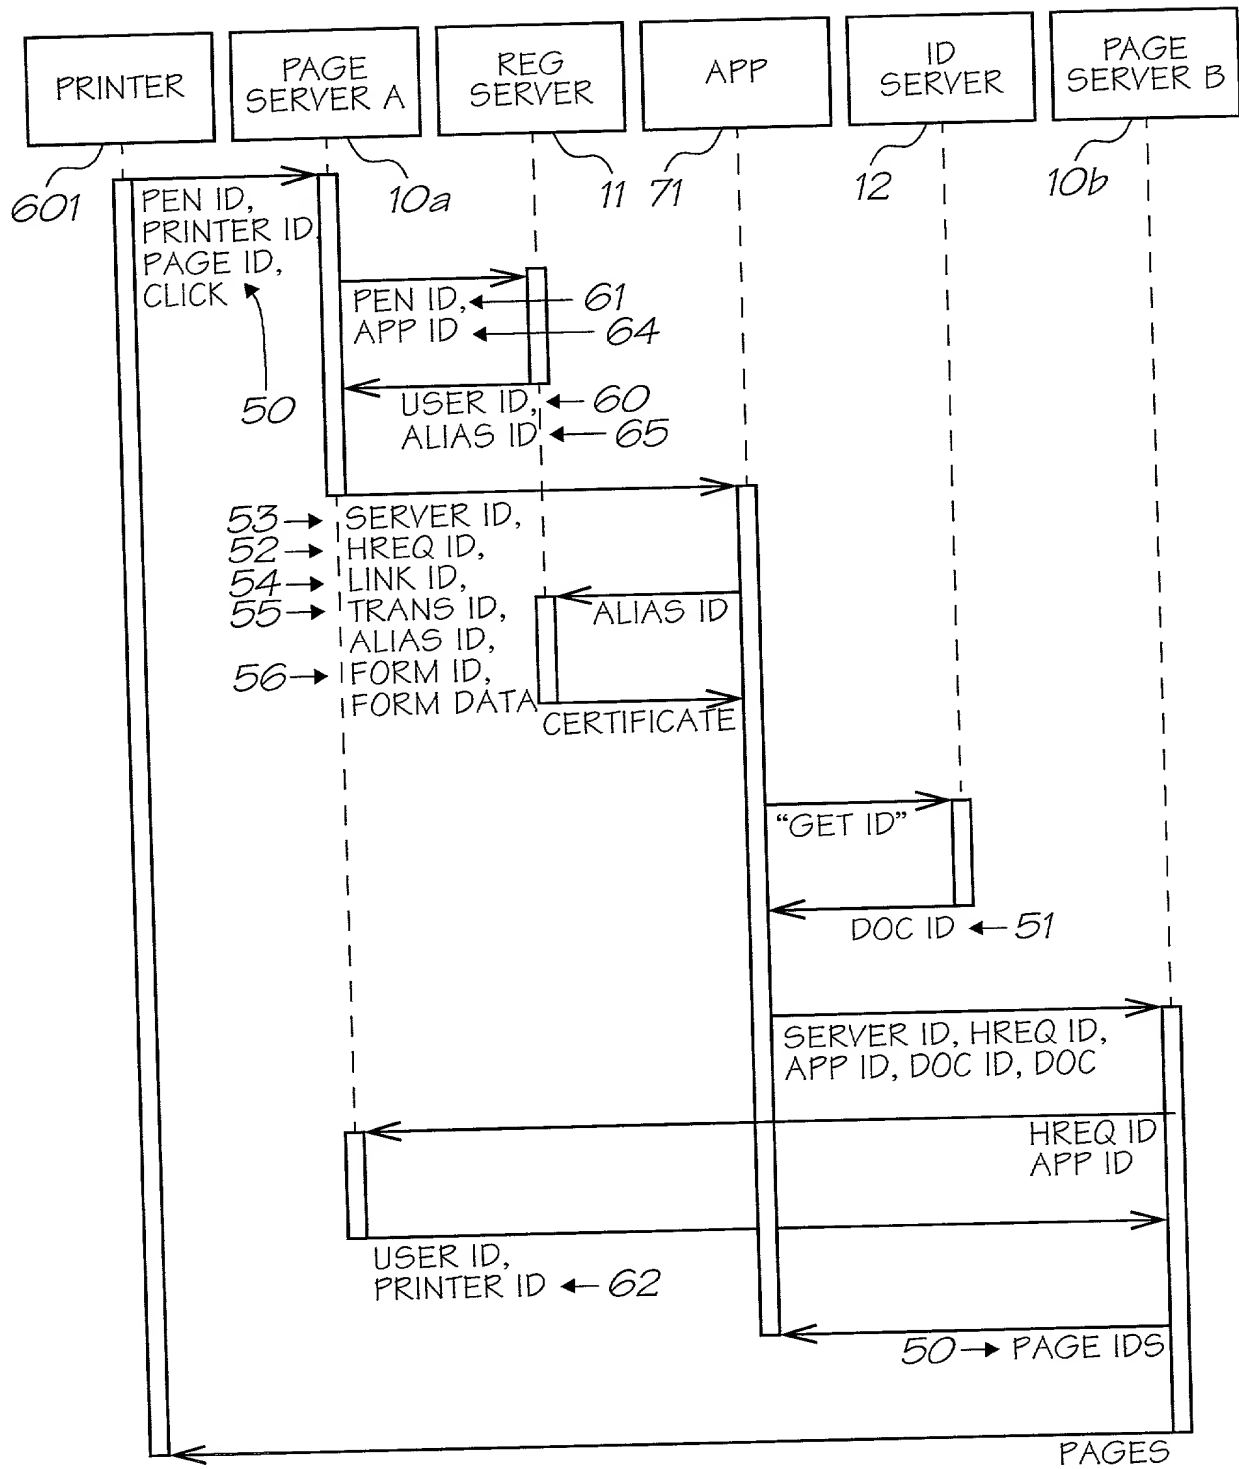 PRINTER
PAGE
SERVER A
REG
SERVER
APP
ID
SERVER
PAGE
SERVER B
601
10a
11
71
12
10b
PEN ID,
PRINTER ID,
PAGE ID,
CLICK
50
PEN ID, 61
APP ID 64
USER ID, 60
ALIAS ID 65
53 SERVER ID,
52 HREQ ID,
54 LINK ID,
55 TRANS ID,
ALIAS ID,
56 FORM ID,
FORM DATA
ALIAS ID
CERTIFICATE
“GET ID”
DOC ID 51
SERVER ID, HREQ ID,
APP ID, DOC ID, DOC
HREQ ID
APP ID
USER ID,
PRINTER ID 62
50 PAGE IDS
PAGES